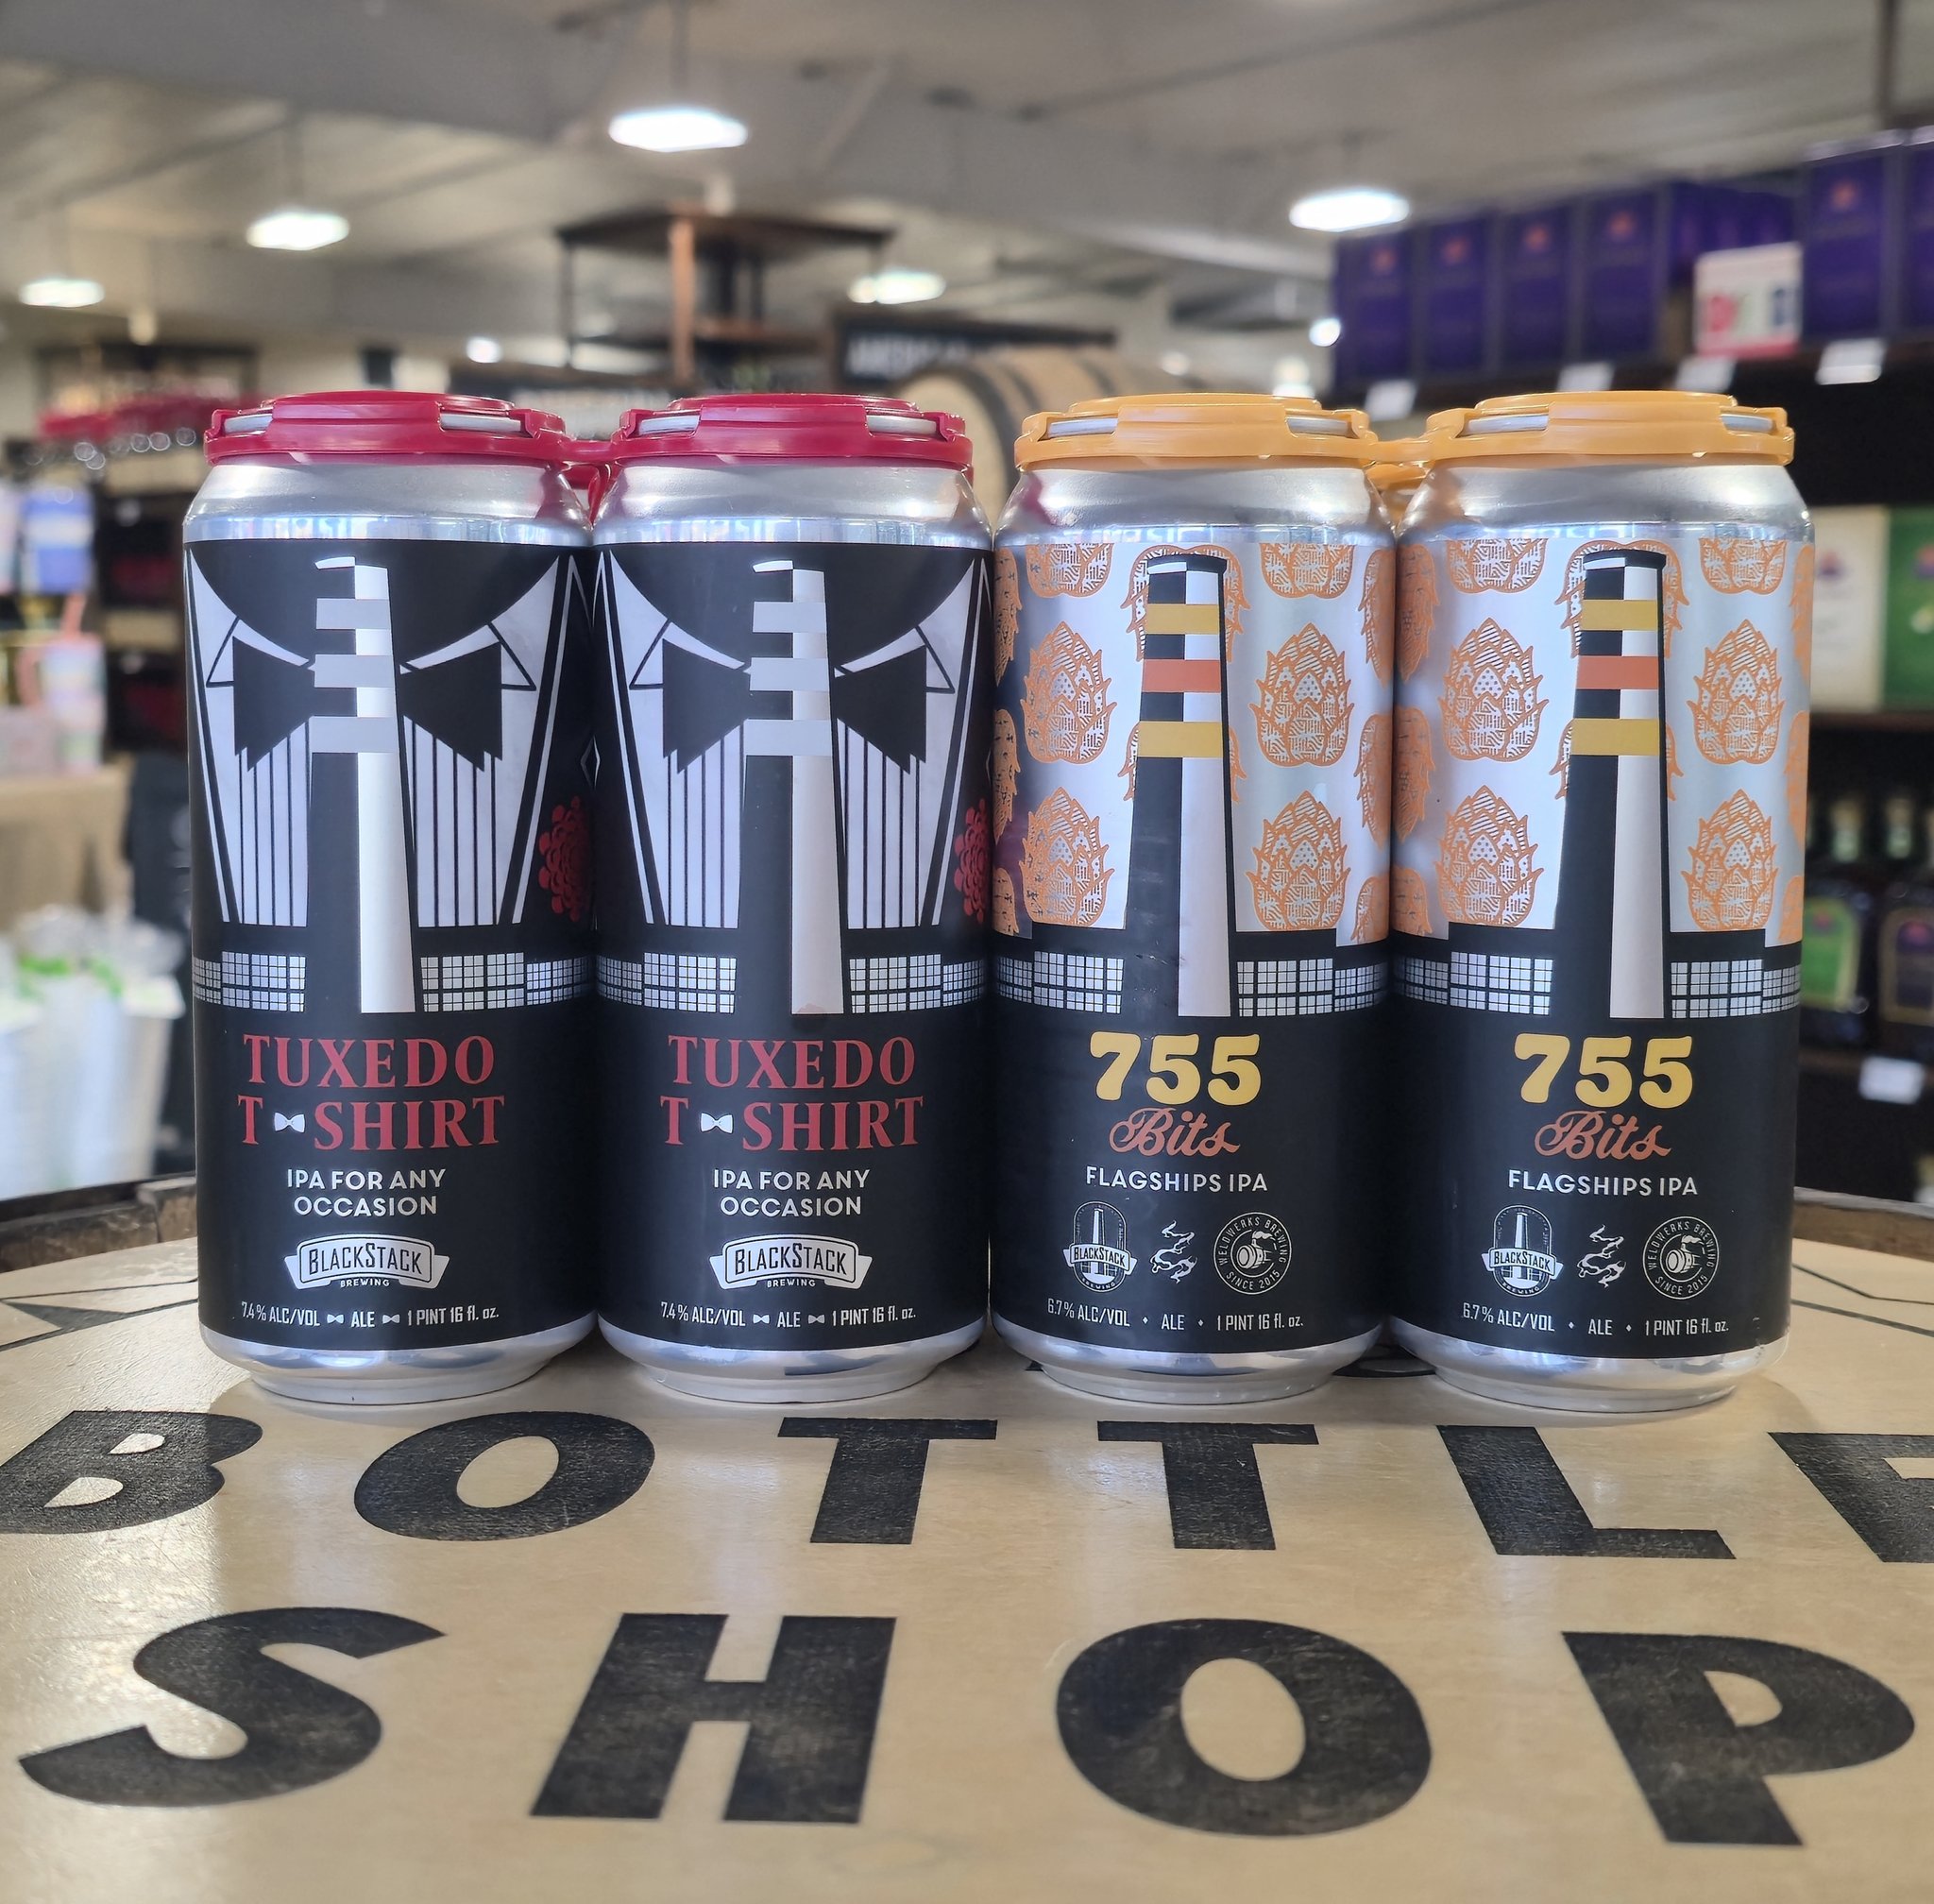 TUXEDO
T SHIRT
IPA FOR ANY
OCCASION
BLACKSTACK
BREWING
7.4% ALC/VOL ALE 1 PINT 16 fl. oz.
TUXEDO
T SHIRT
IPA FOR ANY
OCCASION
BLACKSTACK
BREWING
7.4% ALC/VOL ALE 1 PINT 16 fl. oz.
755
Bits
FLAGSHIPS IPA
BLACKSTACK
BREWING
WELDWERKS BREWING
SINCE 2015
6.7% ALC/VOL • ALE • 1 PINT 16 fl. oz.
755
Bits
FLAGSHIPS IPA
BLACKSTACK
BREWING
WELDWERKS BREWING
SINCE 2015
6.7% ALC/VOL • ALE • 1 PINT 16 fl. oz.
BOTTLE
SHOP